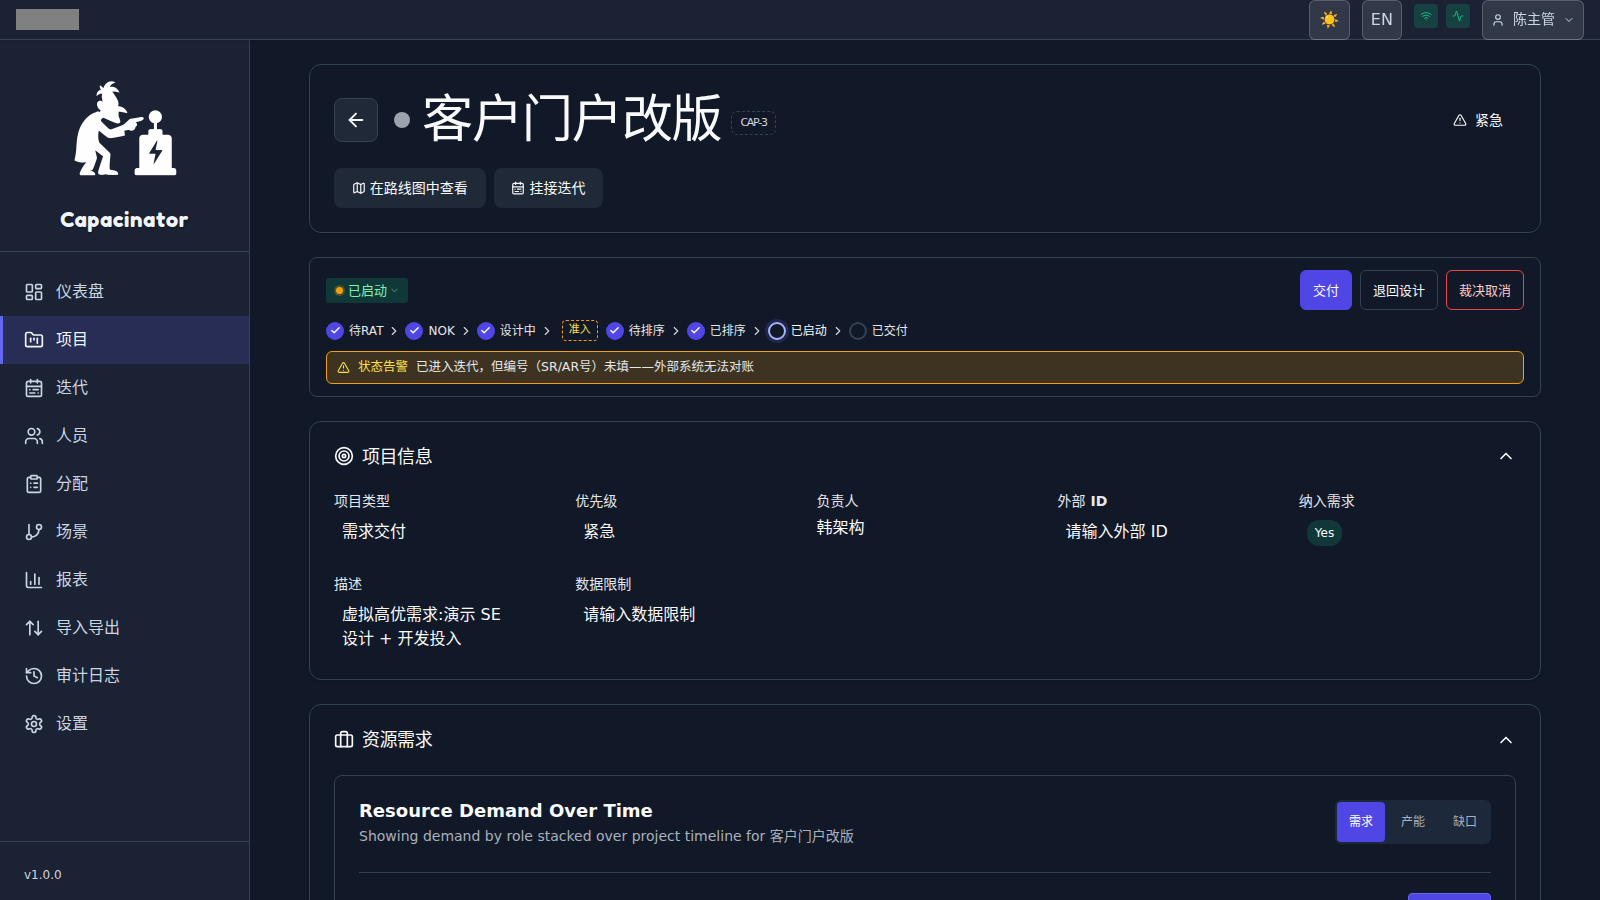 EN
陈主管
Capacinator
仪表盘
项目
迭代
人员
分配
场景
报表
导入导出
审计日志
设置
v1.0.0
客户门户改版
CAP-3
紧急
在路线图中查看
挂接迭代
已启动
交付
退回设计
裁决取消
待RAT
NOK
设计中
准入
待排序
已排序
已启动
已交付
状态告警 已进入迭代，但编号（SR/AR号）未填——外部系统无法对账
项目信息
项目类型
需求交付
优先级
紧急
负责人
韩架构
外部 ID
请输入外部 ID
纳入需求
Yes
描述
虚拟高优需求:演示 SE
设计 + 开发投入
数据限制
请输入数据限制
资源需求
Resource Demand Over Time
Showing demand by role stacked over project timeline for 客户门户改版
需求
产能
缺口